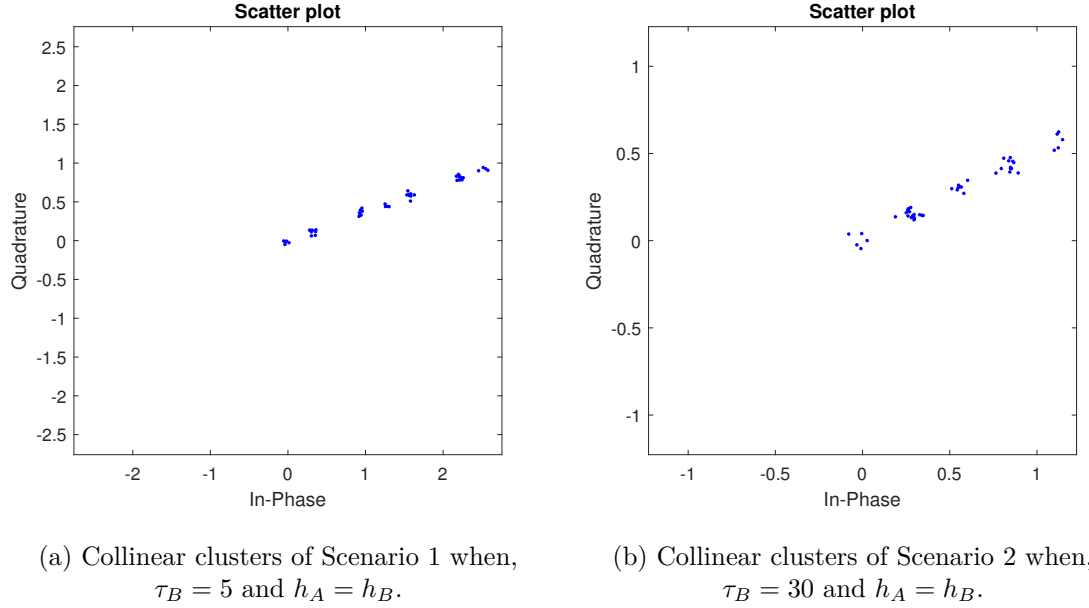 Scatter plot
2.5
2
1.5
1
0.5
0
-0.5
-1
-1.5
-2
-2.5
Quadrature
-2 -1 0 1 2
In-Phase
(a) Collinear clusters of Scenario 1 when,
τ_B = 5 and h_A = h_B.
Scatter plot
1
0.5
0
-0.5
-1
Quadrature
-1 -0.5 0 0.5 1
In-Phase
(b) Collinear clusters of Scenario 2 when,
τ_B = 30 and h_A = h_B.